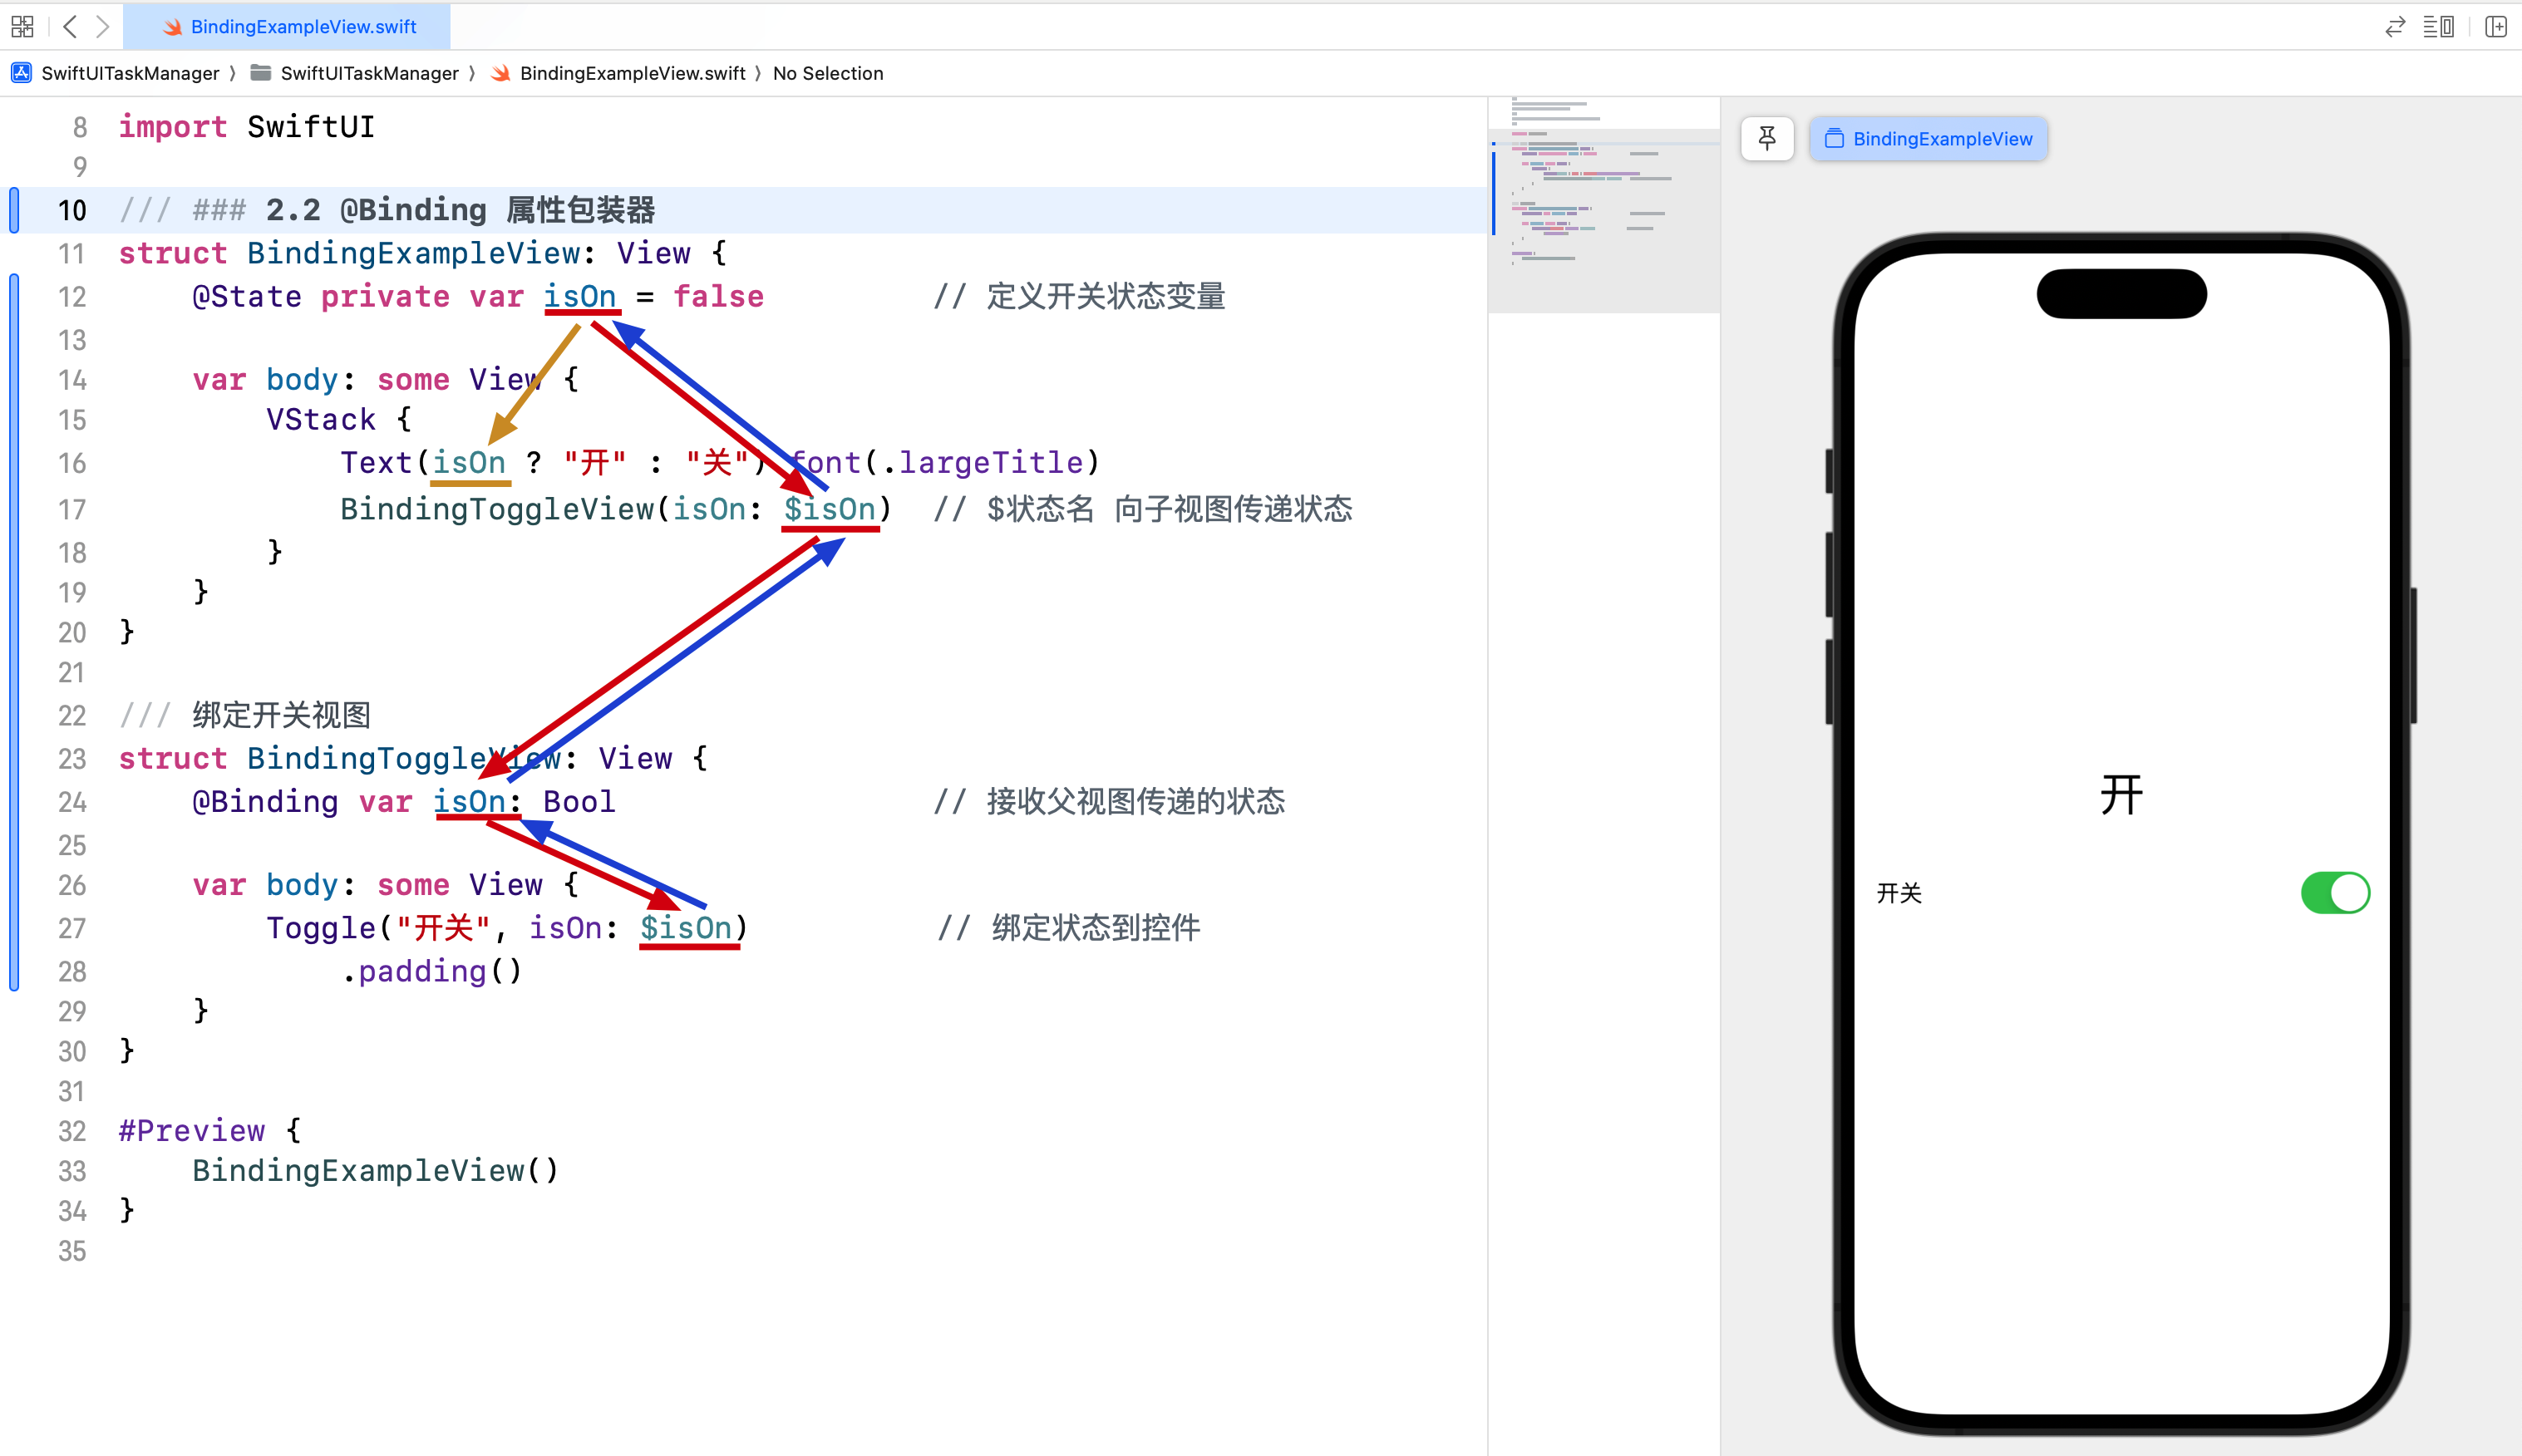 BindingExampleView.swift
SwiftUITaskManager 〉 SwiftUITaskManager 〉 BindingExampleView.swift 〉 No Selection
8 import SwiftUI
9
10 /// ### 2.2 @Binding 属性包装器
11 struct BindingExampleView: View {
12     @State private var isOn = false         // 定义开关状态变量
13
14     var body: some View {
15         VStack {
16             Text(isOn ? "开" : "关").font(.largeTitle)
17             BindingToggleView(isOn: $isOn)  // $状态名 向子视图传递状态
18         }
19     }
20 }
21
22 /// 绑定开关视图
23 struct BindingToggleView: View {
24     @Binding var isOn: Bool                 // 接收父视图传递的状态
25
26     var body: some View {
27         Toggle("开关", isOn: $isOn)          // 绑定状态到控件
28             .padding()
29     }
30 }
31
32 #Preview {
33     BindingExampleView()
34 }
35
BindingExampleView
开
开关